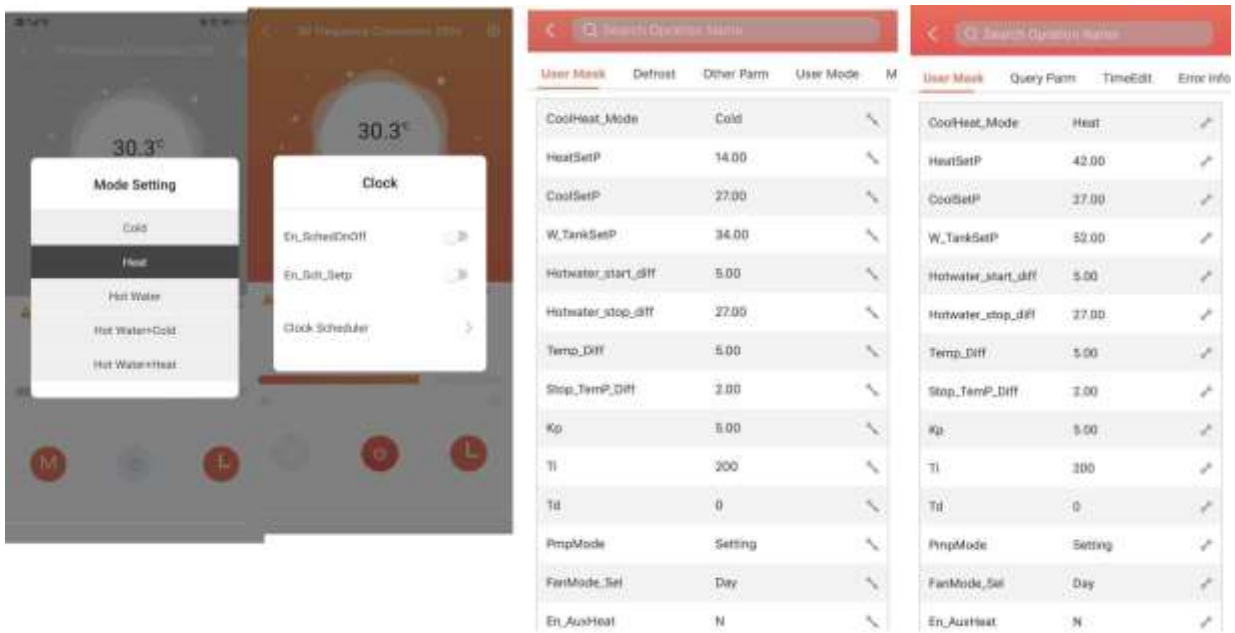 30.3°
Mode Setting
Cold
Heat
Hot Water
Hot Water+Cold
Hot Water+Heat
M
30.3°
Clock
En_SchedOnOff
En_Sch_Setp
Clock Scheduler
Search Opration Name
User Mask Defrost Other Parm User Mode M
CoolHeat_Mode Cold
HeatSetP 14.00
CoolSetP 27.00
W_TankSetP 34.00
Hotwater_start_diff 5.00
Hotwater_stop_diff 27.00
Temp_Diff 5.00
Stop_TemP_Diff 2.00
Kp 5.00
Ti 200
Td 0
PmpMode Setting
FanMode_Sel Day
En_AuxHeat N
Search Opration Name
User Mask Query Parm TimeEdit Error Info
CoolHeat_Mode Heat
HeatSetP 42.00
CoolSetP 27.00
W_TankSetP 52.00
Hotwater_start_diff 5.00
Hotwater_stop_diff 27.00
Temp_Diff 5.00
Stop_TemP_Diff 2.00
Kp 5.00
Ti 200
Td 0
PmpMode Setting
FanMode_Sel Day
En_AuxHeat N